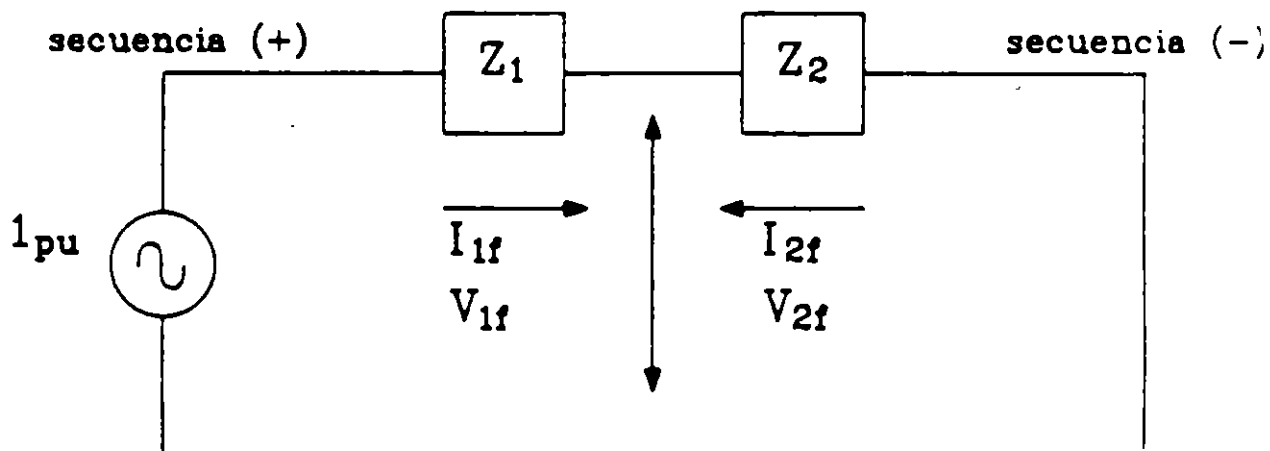 secuencia (+)
Z1
Z2
secuencia (-)
1pu
I1f
I2f
V1f
V2f